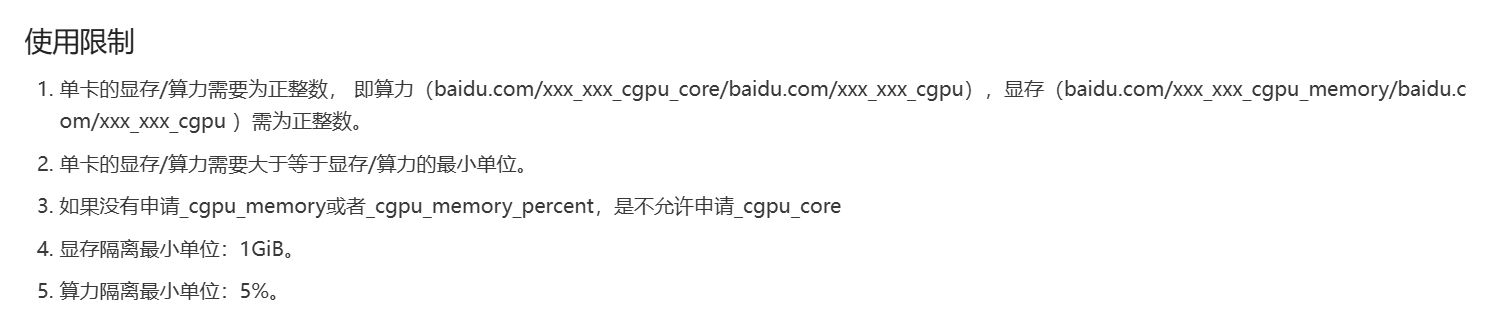 使用限制
1. 单卡的显存/算力需要为正整数， 即算力（baidu.com/xxx_xxx_cgpu_core/baidu.com/xxx_xxx_cgpu），显存（baidu.com/xxx_xxx_cgpu_memory/baidu.c
om/xxx_xxx_cgpu ）需为正整数。
2. 单卡的显存/算力需要大于等于显存/算力的最小单位。
3. 如果没有申请_cgpu_memory或者_cgpu_memory_percent，是不允许申请_cgpu_core
4. 显存隔离最小单位：1GiB。
5. 算力隔离最小单位：5%。